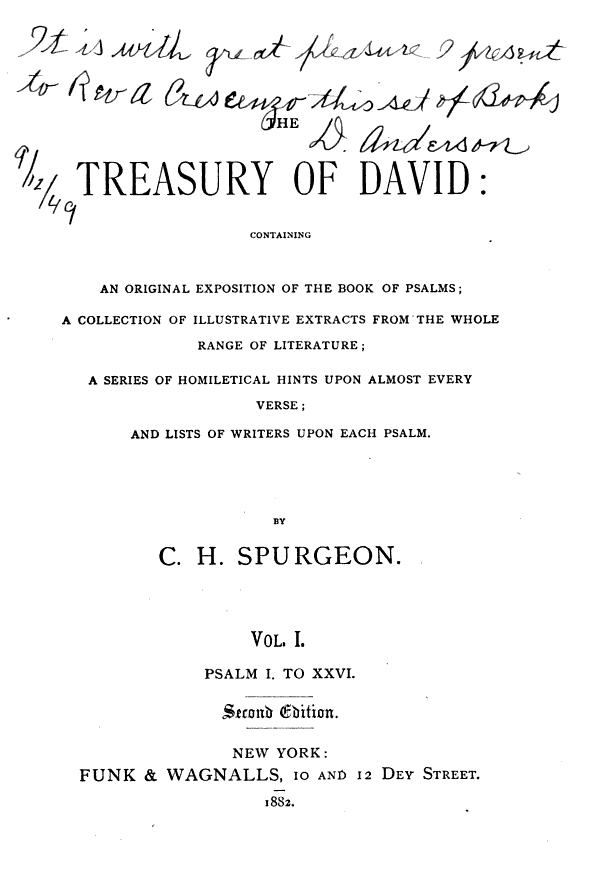 It is with great pleasure I present
to Rev A Crescenzo this set of Books
D. Anderson
9/12/49
THE
TREASURY OF DAVID:
CONTAINING
AN ORIGINAL EXPOSITION OF THE BOOK OF PSALMS;
A COLLECTION OF ILLUSTRATIVE EXTRACTS FROM THE WHOLE
RANGE OF LITERATURE;
A SERIES OF HOMILETICAL HINTS UPON ALMOST EVERY
VERSE;
AND LISTS OF WRITERS UPON EACH PSALM.
BY
C. H. SPURGEON.
VOL. I.
PSALM I. TO XXVI.
Second Edition.
NEW YORK:
FUNK & WAGNALLS, 10 AND 12 DEY STREET.
1882.